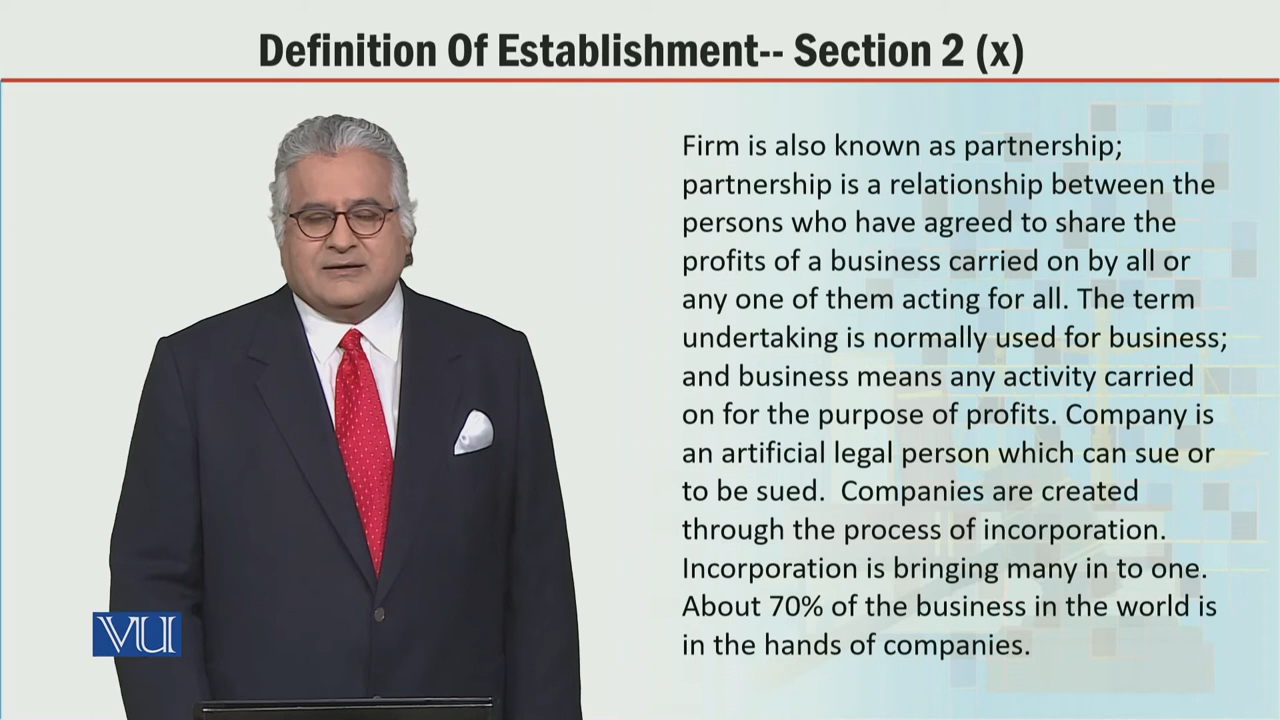 Definition Of Establishment-- Section 2 (x)
Firm is also known as partnership;
partnership is a relationship between the
persons who have agreed to share the
profits of a business carried on by all or
any one of them acting for all. The term
undertaking is normally used for business;
and business means any activity carried
on for the purpose of profits. Company is
an artificial legal person which can sue or
to be sued.  Companies are created
through the process of incorporation.
Incorporation is bringing many in to one.
About 70% of the business in the world is
in the hands of companies.
VU